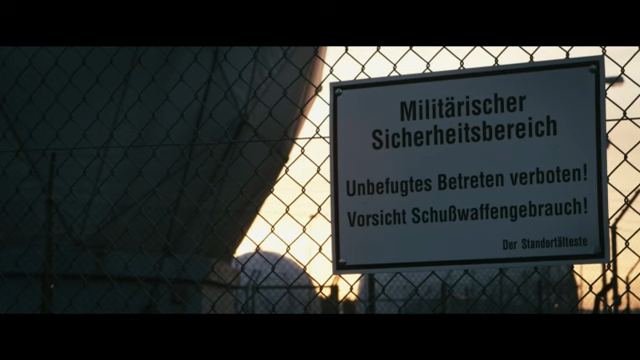 Militärischer
Sicherheitsbereich
Unbefugtes Betreten verboten!
Vorsicht Schußwaffengebrauch!
Der Standortälteste